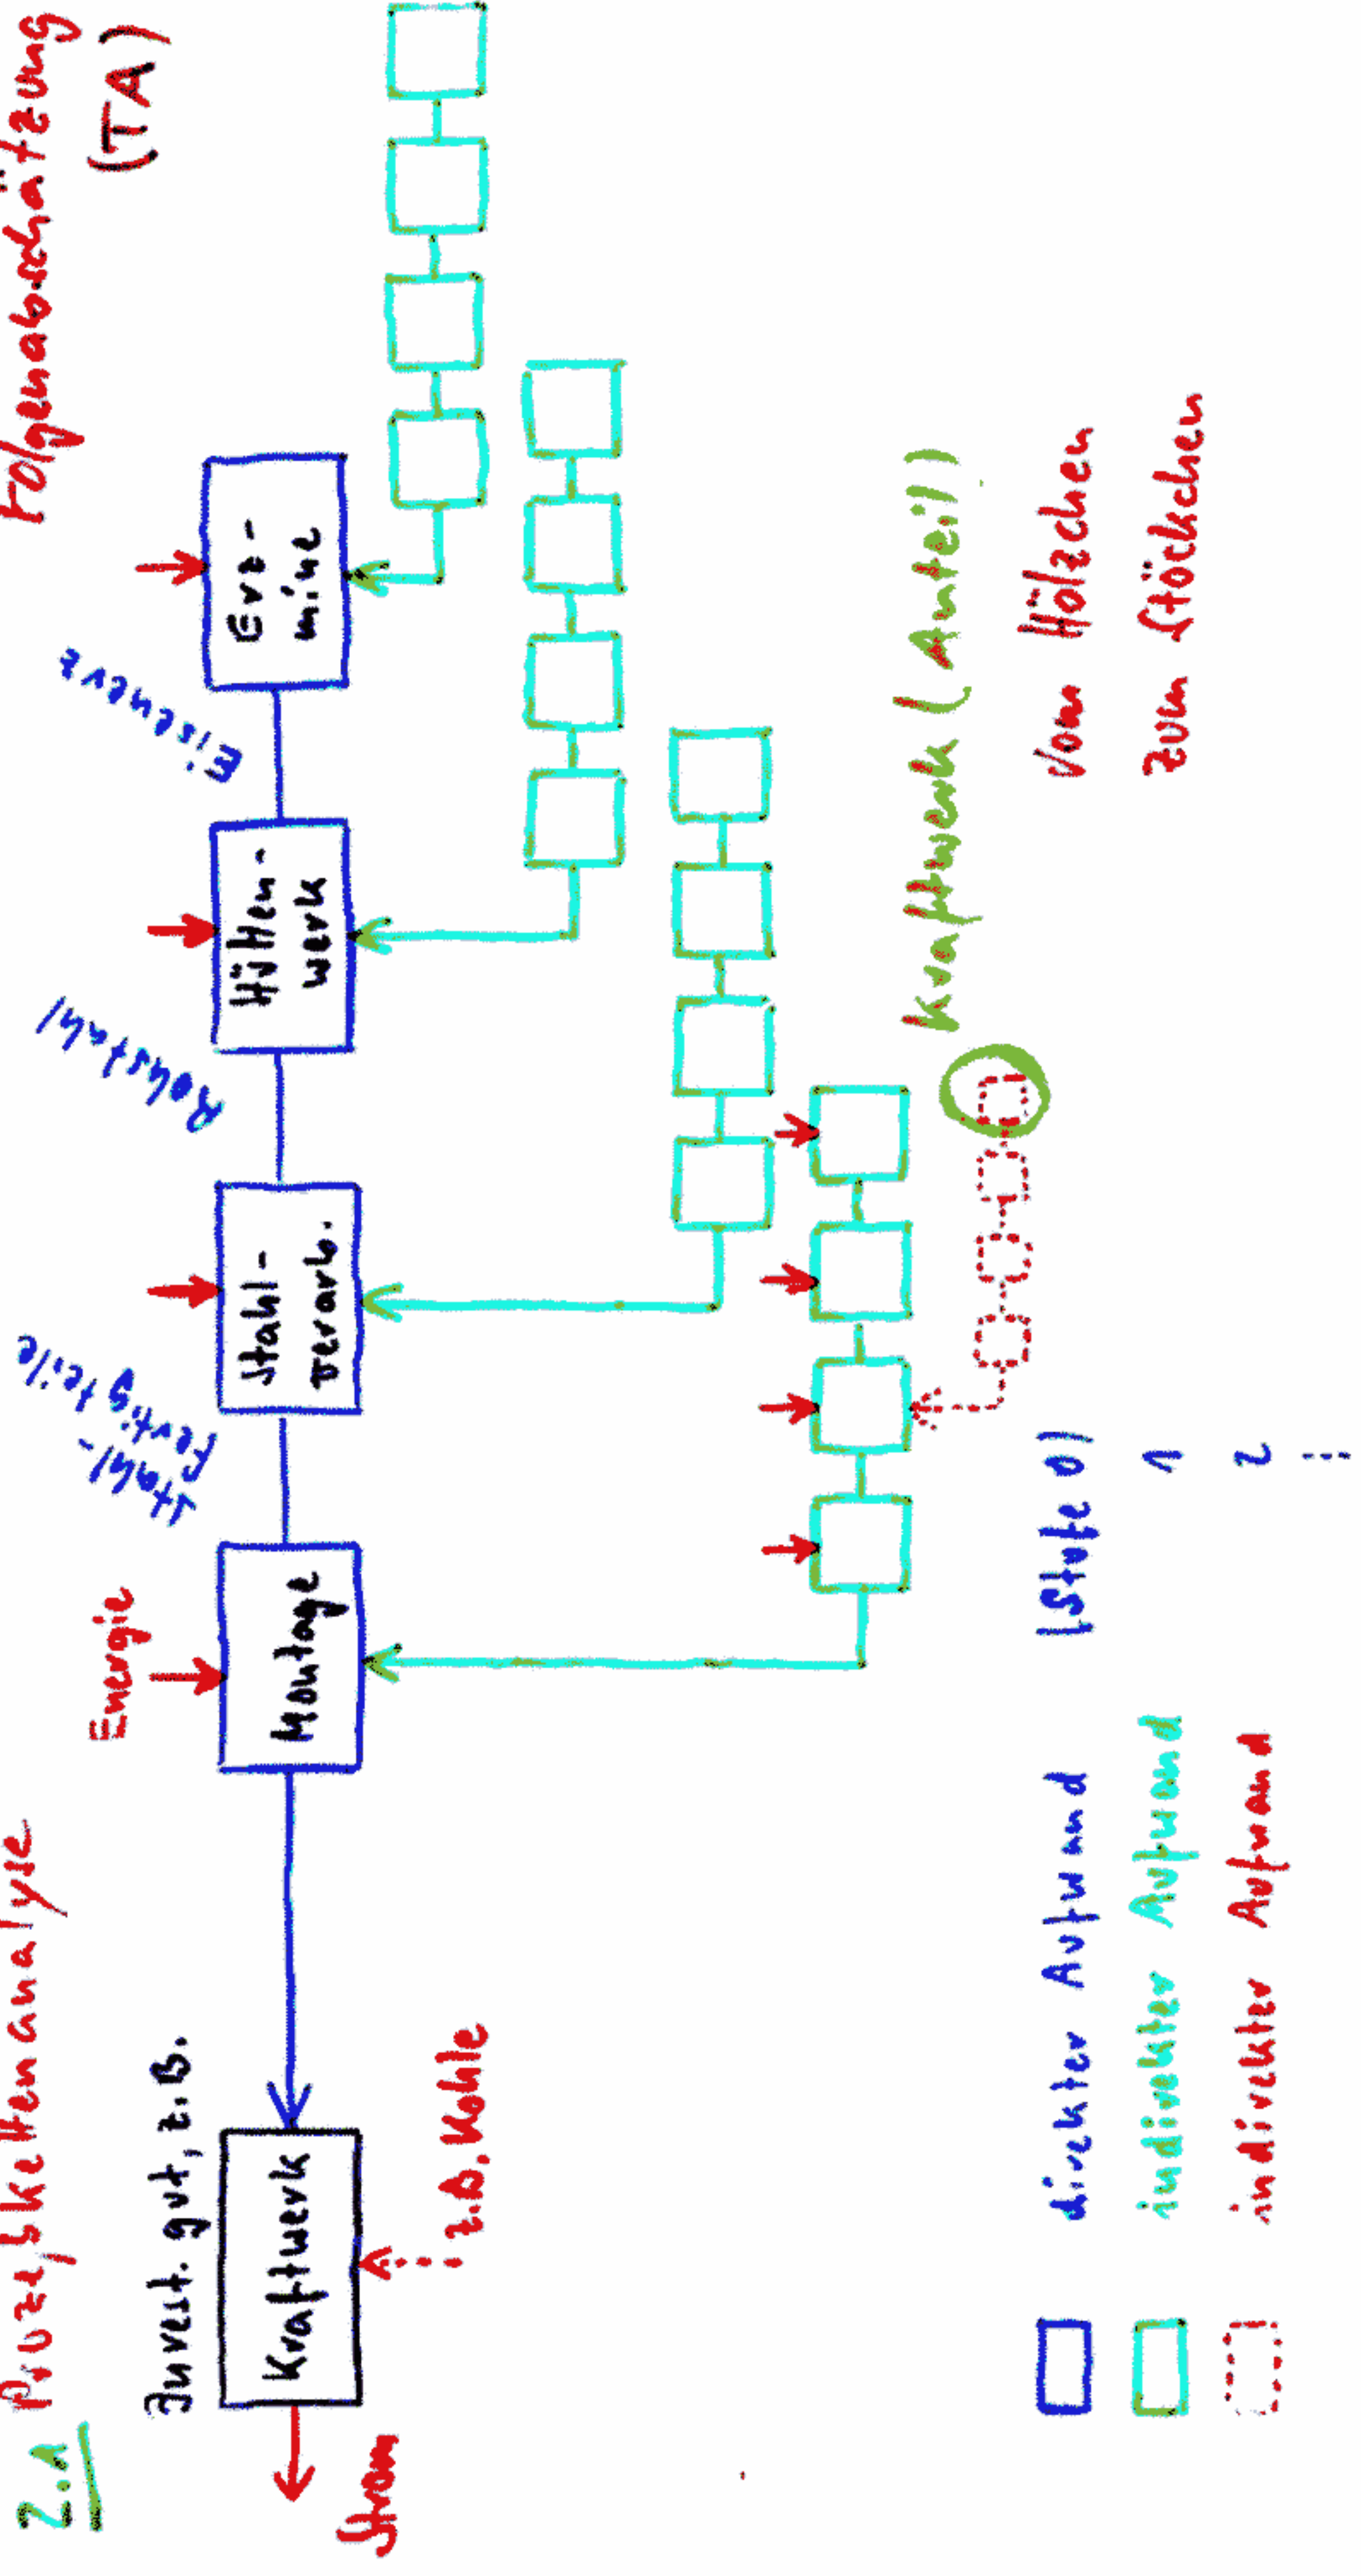 2.1 Prozeßkettenanalyse
Folgenabschätzung
(TA)
Invest. gut, z.B.
Energie
Stahl-
Fertigteile
Rohstahl
Eisenerz
Kraftwerk
Montage
Stahl-
verarb.
Hütten-
werk
Erz-
mine
Strom
z.B. Kohle
Kraftwerk (Anteil)
direkter Aufwand (Stufe 0)
indirekter Aufwand 1
indirekter Aufwand 2
Vom Hölzchen
zum Stöckchen